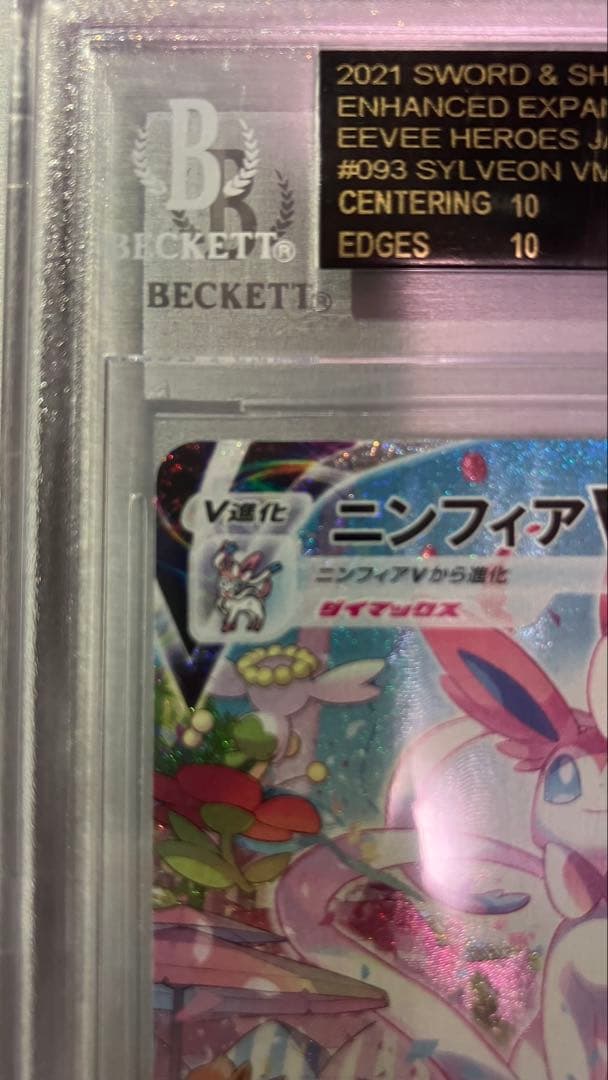 2021 SWORD & SH
ENHANCED EXPA
EEVEE HEROES J
#093 SYLVEON VM
CENTERING 10
EDGES 10
B
BECKETT®
B
BECKETT®
V進化
ニンフィアV
ニンフィアVから進化
ダイマックス